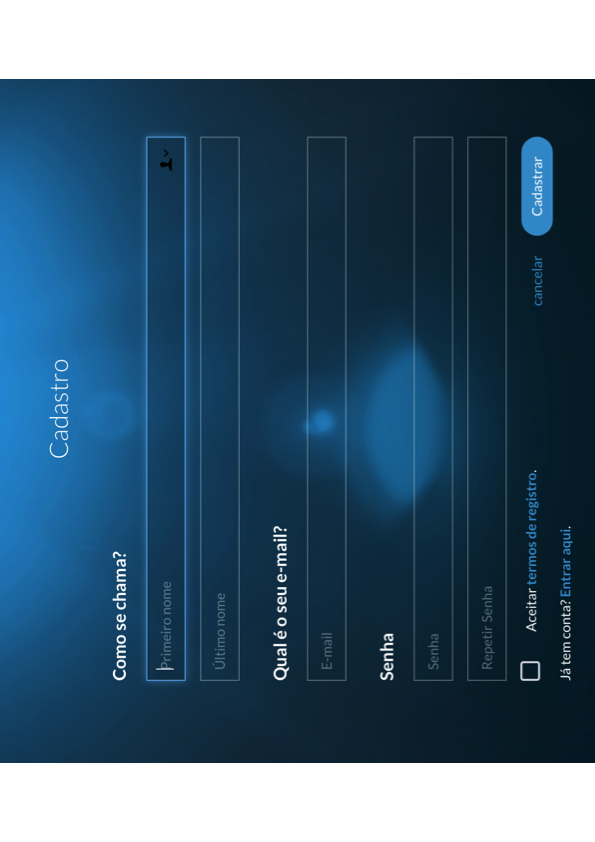 Cadastro
Como se chama?
Primeiro nome
Último nome
Qual é o seu e-mail?
E-mail
Senha
Senha
Repetir Senha
Aceitar termos de registro.
cancelar
Cadastrar
Já tem conta? Entrar aqui.